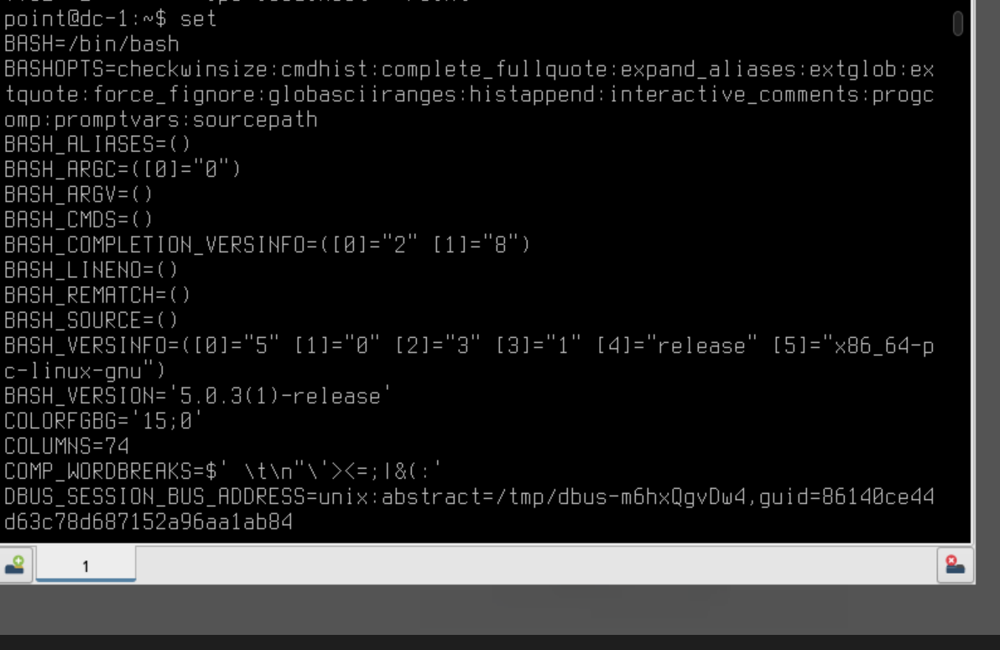 point@dc-1:~$ set
BASH=/bin/bash
BASHOPTS=checkwinsize:cmdhist:complete_fullquote:expand_aliases:extglob:ex
tquote:force_fignore:globasciiranges:histappend:interactive_comments:progc
omp:promptvars:sourcepath
BASH_ALIASES=()
BASH_ARGC=([0]="0")
BASH_ARGV=()
BASH_CMDS=()
BASH_COMPLETION_VERSINFO=([0]="2" [1]="8")
BASH_LINENO=()
BASH_REMATCH=()
BASH_SOURCE=()
BASH_VERSINFO=([0]="5" [1]="0" [2]="3" [3]="1" [4]="release" [5]="x86_64-p
c-linux-gnu")
BASH_VERSION='5.0.3(1)-release'
COLORFGBG='15;0'
COLUMNS=74
COMP_WORDBREAKS=$' \t\n"\'><=;|&(:'
DBUS_SESSION_BUS_ADDRESS=unix:abstract=/tmp/dbus-m6hxQgvDw4,guid=86140ce44
d63c78d687152a96aa1ab84
1